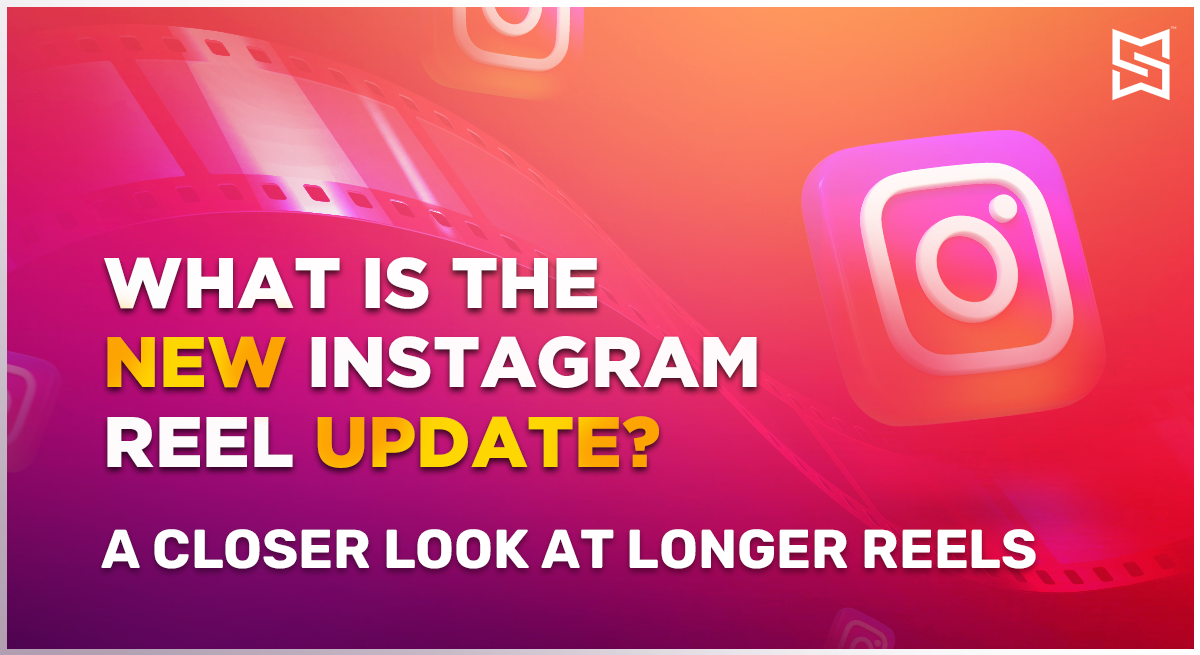 WHAT IS THE
NEW INSTAGRAM
REEL UPDATE?
A CLOSER LOOK AT LONGER REELS